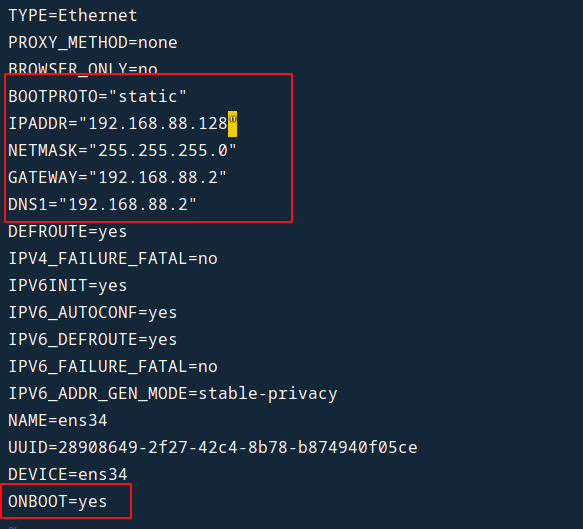 TYPE=Ethernet
PROXY_METHOD=none
BROWSER_ONLY=no
BOOTPROTO="static"
IPADDR="192.168.88.128"
NETMASK="255.255.255.0"
GATEWAY="192.168.88.2"
DNS1="192.168.88.2"
DEFROUTE=yes
IPV4_FAILURE_FATAL=no
IPV6INIT=yes
IPV6_AUTOCONF=yes
IPV6_DEFROUTE=yes
IPV6_FAILURE_FATAL=no
IPV6_ADDR_GEN_MODE=stable-privacy
NAME=ens34
UUID=28908649-2f27-42c4-8b78-b874940f05ce
DEVICE=ens34
ONBOOT=yes